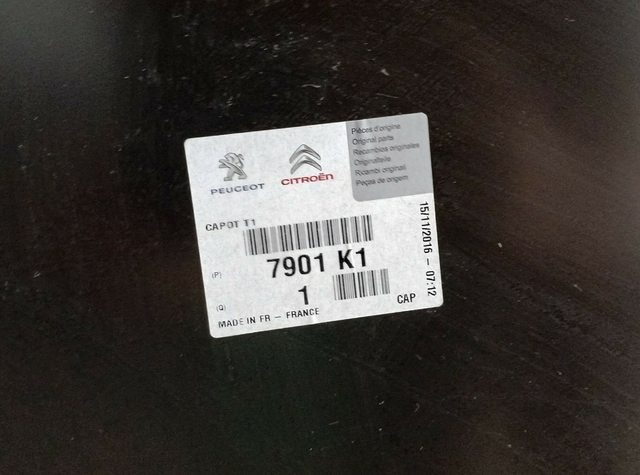 PEUGEOT
CITROËN
Pièces d'origine
Original parts
Recambios originales
Originalteile
Ricambi originali
Peças de origem
CAPOT T1
(P)
7901 K1
(Q)
1
CAP
MADE IN FR - FRANCE
15/11/2016 - 07:12